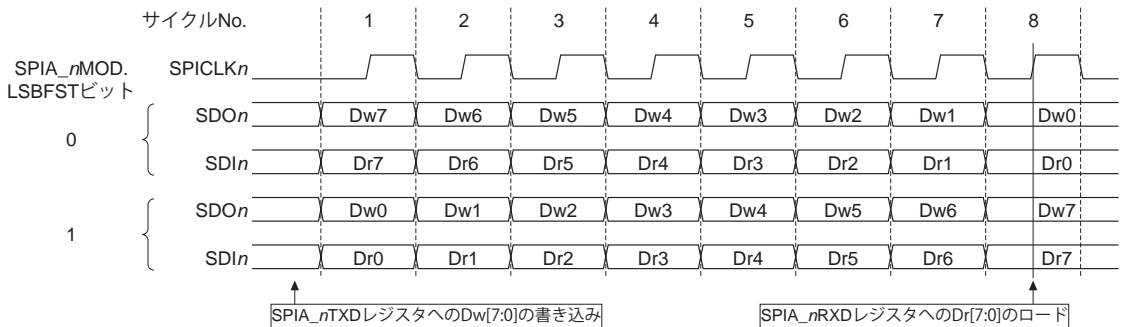 サイクルNo. 1 2 3 4 5 6 7 8
SPIA_nMOD.
LSBFSTビット
SPICLKn
0
SDOn Dw7 Dw6 Dw5 Dw4 Dw3 Dw2 Dw1 Dw0
SDIn Dr7 Dr6 Dr5 Dr4 Dr3 Dr2 Dr1 Dr0
1
SDOn Dw0 Dw1 Dw2 Dw3 Dw4 Dw5 Dw6 Dw7
SDIn Dr0 Dr1 Dr2 Dr3 Dr4 Dr5 Dr6 Dr7
SPIA_nTXDレジスタへのDw[7:0]の書き込み
SPIA_nRXDレジスタへのDr[7:0]のロード